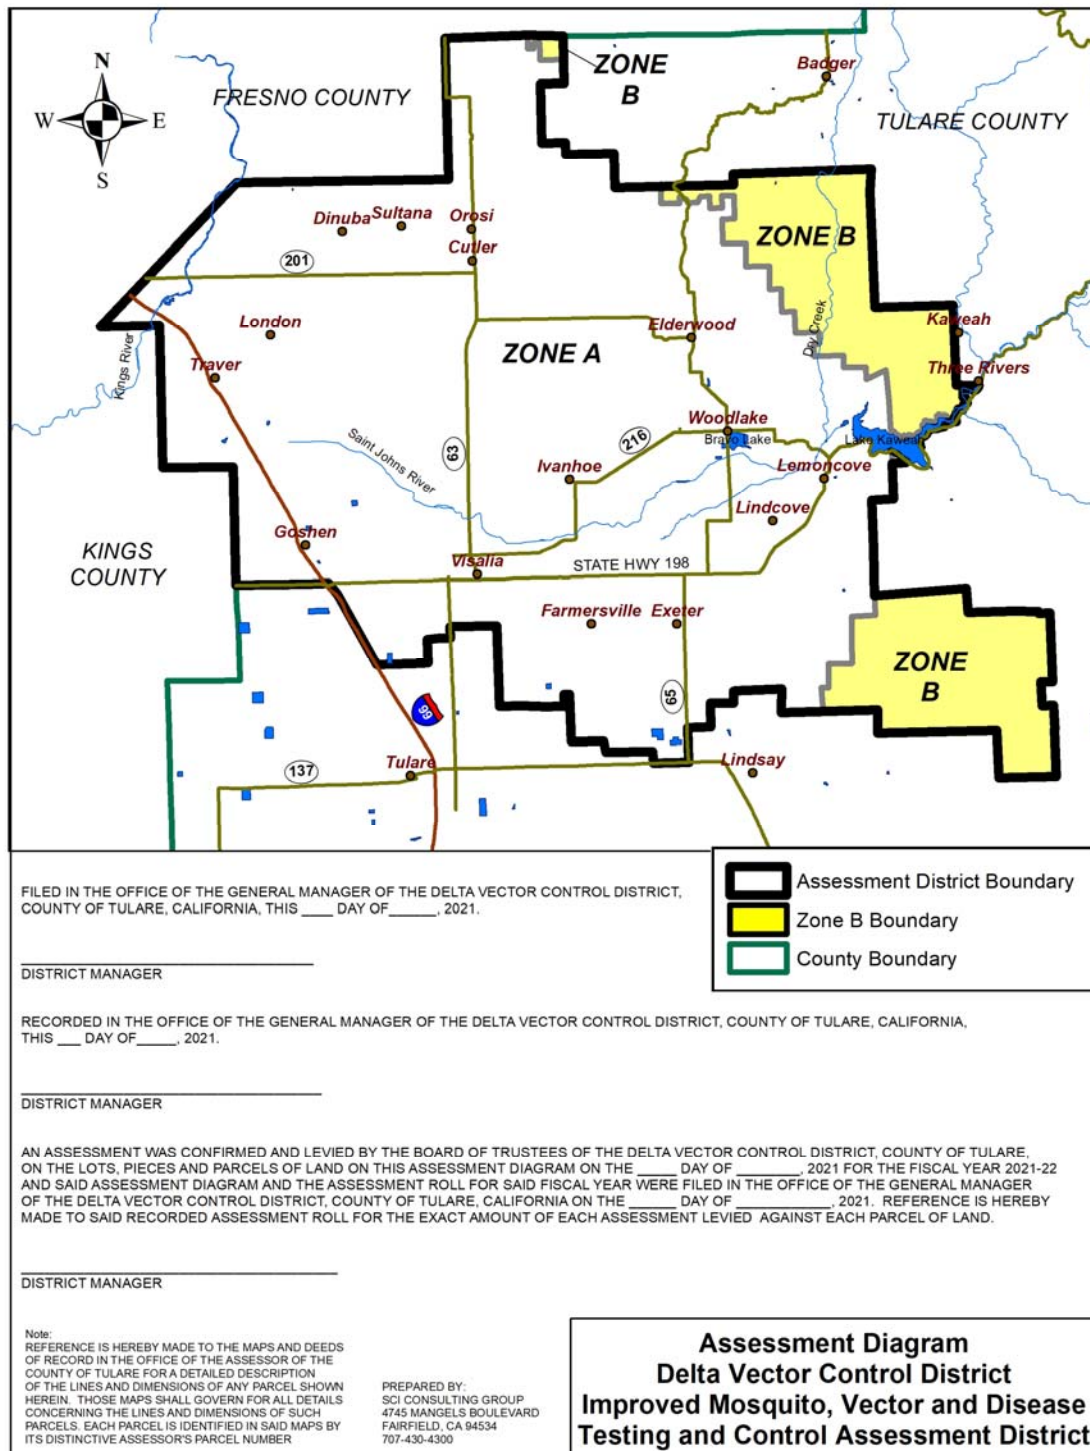 N
W
E
S
FRESNO COUNTY
ZONE
B
Badger
TULARE COUNTY
Dinuba
Sultana
Orosi
Cutler
201
ZONE B
London
Elderwood
Dry Creek
Kaweah
ZONE A
Kings River
Traver
Three Rivers
Woodlake
Bravo Lake
Lake Kaweah
Saint Johns River
63
216
Ivanhoe
Lemoncove
Lindcove
Goshen
KINGS
COUNTY
Visalia
STATE HWY 198
Farmersville
Exeter
ZONE
B
65
99
Tulare
137
Lindsay
Assessment District Boundary
Zone B Boundary
County Boundary
FILED IN THE OFFICE OF THE GENERAL MANAGER OF THE DELTA VECTOR CONTROL DISTRICT,
COUNTY OF TULARE, CALIFORNIA, THIS ____ DAY OF______, 2021.
DISTRICT MANAGER
RECORDED IN THE OFFICE OF THE GENERAL MANAGER OF THE DELTA VECTOR CONTROL DISTRICT, COUNTY OF TULARE, CALIFORNIA,
THIS ___ DAY OF_____, 2021.
DISTRICT MANAGER
AN ASSESSMENT WAS CONFIRMED AND LEVIED BY THE BOARD OF TRUSTEES OF THE DELTA VECTOR CONTROL DISTRICT, COUNTY OF TULARE,
ON THE LOTS, PIECES AND PARCELS OF LAND ON THIS ASSESSMENT DIAGRAM ON THE _____ DAY OF ________, 2021 FOR THE FISCAL YEAR 2021-22
AND SAID ASSESSMENT DIAGRAM AND THE ASSESSMENT ROLL FOR SAID FISCAL YEAR WERE FILED IN THE OFFICE OF THE GENERAL MANAGER
OF THE DELTA VECTOR CONTROL DISTRICT, COUNTY OF TULARE, CALIFORNIA ON THE ______ DAY OF ____________, 2021. REFERENCE IS HEREBY
MADE TO SAID RECORDED ASSESSMENT ROLL FOR THE EXACT AMOUNT OF EACH ASSESSMENT LEVIED AGAINST EACH PARCEL OF LAND.
DISTRICT MANAGER
Note:
REFERENCE IS HEREBY MADE TO THE MAPS AND DEEDS
OF RECORD IN THE OFFICE OF THE ASSESSOR OF THE
COUNTY OF TULARE FOR A DETAILED DESCRIPTION
OF THE LINES AND DIMENSIONS OF ANY PARCEL SHOWN
HEREIN. THOSE MAPS SHALL GOVERN FOR ALL DETAILS
CONCERNING THE LINES AND DIMENSIONS OF SUCH
PARCELS. EACH PARCEL IS IDENTIFIED IN SAID MAPS BY
ITS DISTINCTIVE ASSESSOR'S PARCEL NUMBER
PREPARED BY:
SCI CONSULTING GROUP
4745 MANGELS BOULEVARD
FAIRFIELD, CA 94534
707-430-4300
Assessment Diagram
Delta Vector Control District
Improved Mosquito, Vector and Disease
Testing and Control Assessment District